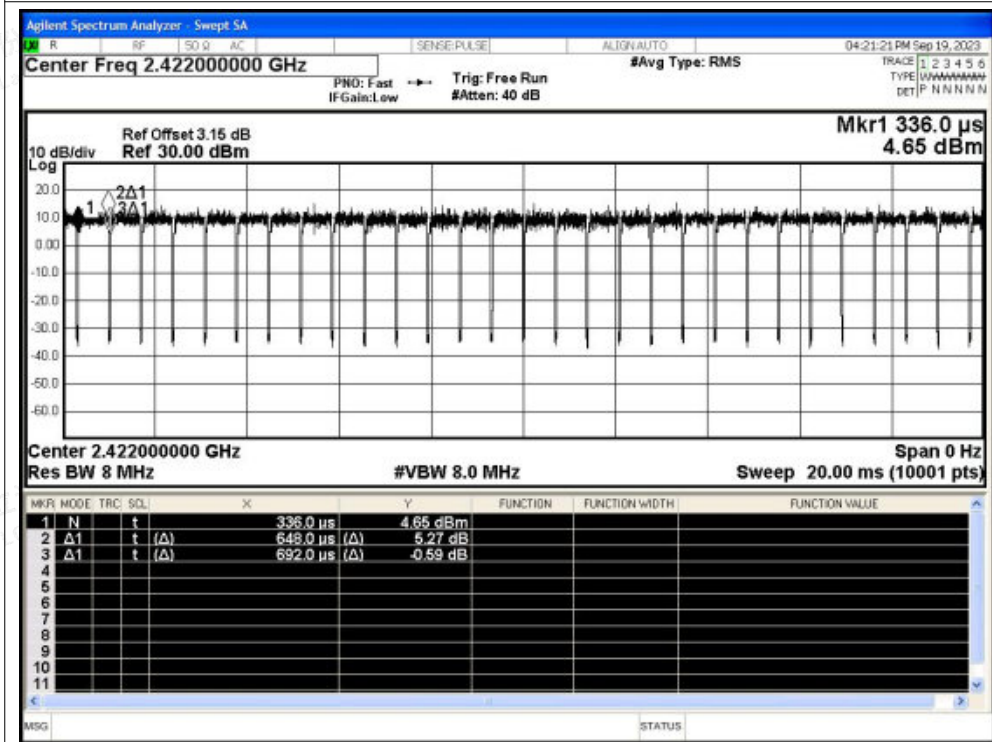 Agilent Spectrum Analyzer - Swept SA
R RF 50 Ω AC SENSE:PULSE ALIGN AUTO 04:21:21 PM Sep 19, 2023
Center Freq 2.422000000 GHz
PNO: Fast
IFGain:Low
Trig: Free Run
#Atten: 40 dB
#Avg Type: RMS
TRACE 1 2 3 4 5 6
TYPE WWWWWW
DET P N N N N N
Ref Offset 3.15 dB
10 dB/div Ref 30.00 dBm
Log
Mkr1 336.0 µs
4.65 dBm
20.0
10.0
0.00
-10.0
-20.0
-30.0
-40.0
-50.0
-60.0
1
2Δ1
3Δ1
Center 2.422000000 GHz Span 0 Hz
Res BW 8 MHz #VBW 8.0 MHz Sweep 20.00 ms (10001 pts)
MKR MODE TRC SCL X Y FUNCTION FUNCTION WIDTH FUNCTION VALUE
1 N t 336.0 µs 4.65 dBm
2 Δ1 t (Δ) 648.0 µs (Δ) 5.27 dB
3 Δ1 t (Δ) 692.0 µs (Δ) -0.59 dB
4
5
6
7
8
9
10
11
MSG STATUS